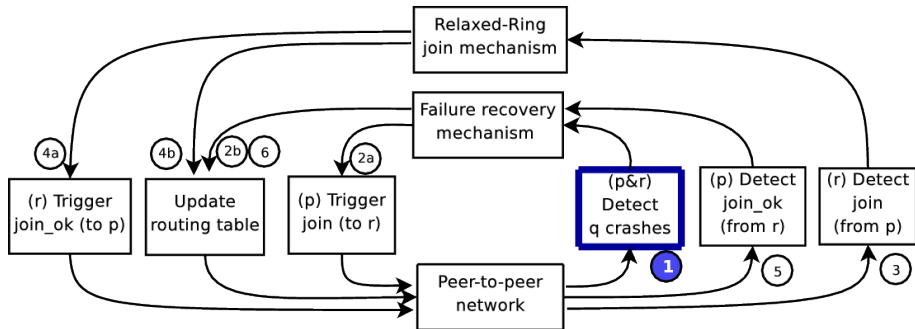 Relaxed-Ring
join mechanism
Failure recovery
mechanism
4a
4b
2b
6
2a
(r) Trigger
join_ok (to p)
Update
routing table
(p) Trigger
join (to r)
(p&r)
Detect
q crashes
(p) Detect
join_ok
(from r)
(r) Detect
join
(from p)
1
5
3
Peer-to-peer
network